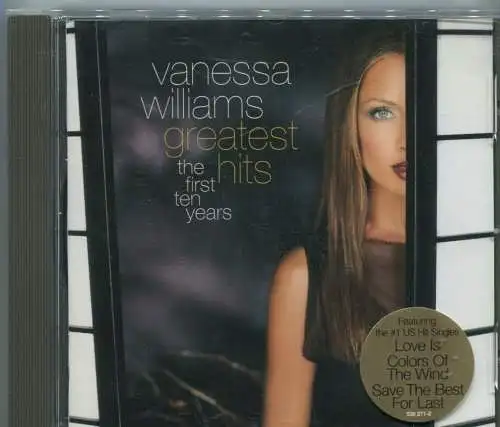 vanessa
williams
greatest
the hits
first
ten
years
Featuring
the #1 US Hit Singles
Love Is
Colors Of
The Wind
Save The Best
For Last